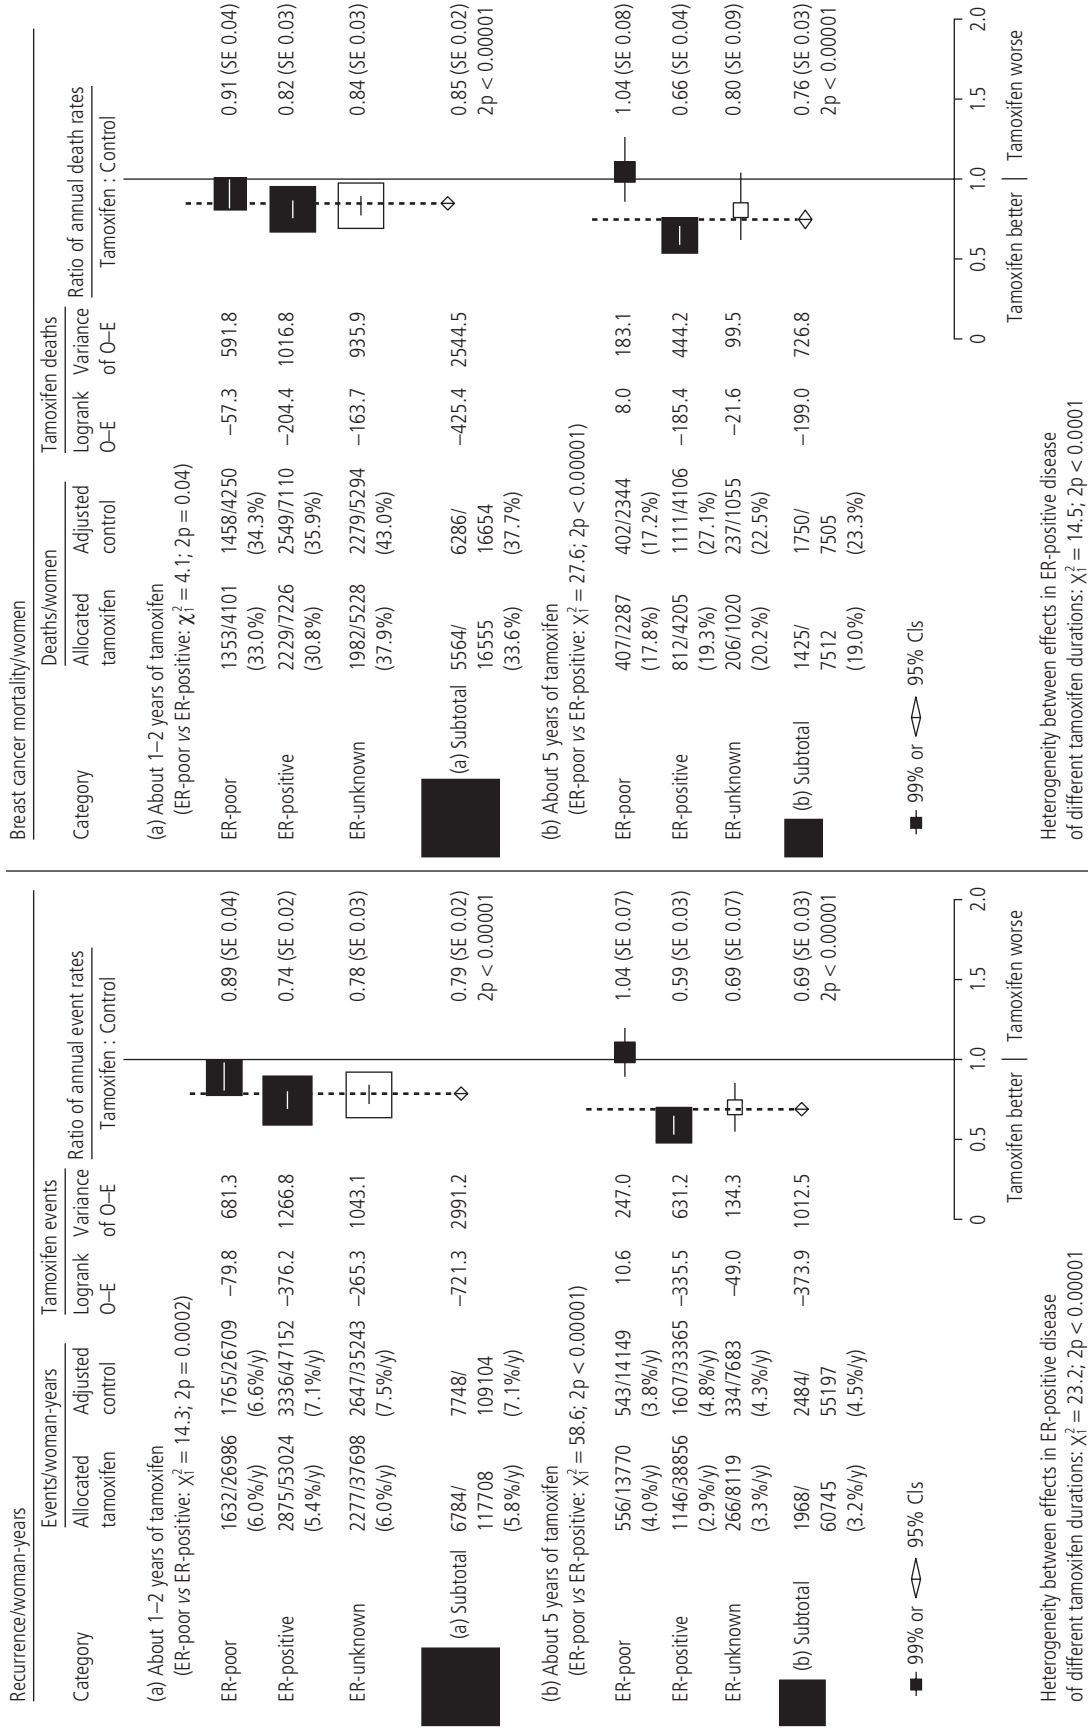 Recurrence/woman-years
Events/woman-years Tamoxifen events Ratio of annual event rates
Category Allocated tamoxifen Adjusted control Logrank O–E Variance of O–E Tamoxifen : Control
(a) About 1–2 years of tamoxifen
(ER-poor vs ER-positive: χ²₁ = 14.3; 2p = 0.0002)
ER-poor 1632/26986 1765/26709 −79.8 681.3 0.89 (SE 0.04)
(6.0%/y) (6.6%/y)
ER-positive 2875/53024 3336/47152 −376.2 1266.8 0.74 (SE 0.02)
(5.4%/y) (7.1%/y)
ER-unknown 2277/37698 2647/35243 −265.3 1043.1 0.78 (SE 0.03)
(6.0%/y) (7.5%/y)
(a) Subtotal 6784/ 7748/ −721.3 2991.2 0.79 (SE 0.02)
117708 109104 2p < 0.00001
(5.8%/y) (7.1%/y)
(b) About 5 years of tamoxifen
(ER-poor vs ER-positive: χ²₁ = 58.6; 2p < 0.00001)
ER-poor 556/13770 543/14149 10.6 247.0 1.04 (SE 0.07)
(4.0%/y) (3.8%/y)
ER-positive 1146/38856 1607/33365 −335.5 631.2 0.59 (SE 0.03)
(2.9%/y) (4.8%/y)
ER-unknown 266/8119 334/7683 −49.0 134.3 0.69 (SE 0.07)
(3.3%/y) (4.3%/y)
(b) Subtotal 1968/ 2484/ −373.9 1012.5 0.69 (SE 0.03)
60745 55197 2p < 0.00001
(3.2%/y) (4.5%/y)
99% or 95% CIs
0 0.5 1.0 1.5 2.0
Tamoxifen better Tamoxifen worse
Heterogeneity between effects in ER-positive disease
of different tamoxifen durations: χ²₁ = 23.2; 2p < 0.00001
Breast cancer mortality/women
Deaths/women Tamoxifen deaths Ratio of annual death rates
Category Allocated tamoxifen Adjusted control Logrank O–E Variance of O–E Tamoxifen : Control
(a) About 1–2 years of tamoxifen
(ER-poor vs ER-positive: χ²₁ = 4.1; 2p = 0.04)
ER-poor 1353/4101 1458/4250 −57.3 591.8 0.91 (SE 0.04)
(33.0%) (34.3%)
ER-positive 2229/7226 2549/7110 −204.4 1016.8 0.82 (SE 0.03)
(30.8%) (35.9%)
ER-unknown 1982/5228 2279/5294 −163.7 935.9 0.84 (SE 0.03)
(37.9%) (43.0%)
(a) Subtotal 5564/ 6286/ −425.4 2544.5 0.85 (SE 0.02)
16555 16654 2p < 0.00001
(33.6%) (37.7%)
(b) About 5 years of tamoxifen
(ER-poor vs ER-positive: χ²₁ = 27.6; 2p < 0.00001)
ER-poor 407/2287 402/2344 8.0 183.1 1.04 (SE 0.08)
(17.8%) (17.2%)
ER-positive 812/4205 1111/4106 −185.4 444.2 0.66 (SE 0.04)
(19.3%) (27.1%)
ER-unknown 206/1020 237/1055 −21.6 99.5 0.80 (SE 0.09)
(20.2%) (22.5%)
(b) Subtotal 1425/ 1750/ −199.0 726.8 0.76 (SE 0.03)
7512 7505 2p < 0.00001
(19.0%) (23.3%)
99% or 95% CIs
0 0.5 1.0 1.5 2.0
Tamoxifen better Tamoxifen worse
Heterogeneity between effects in ER-positive disease
of different tamoxifen durations: χ²₁ = 14.5; 2p < 0.0001